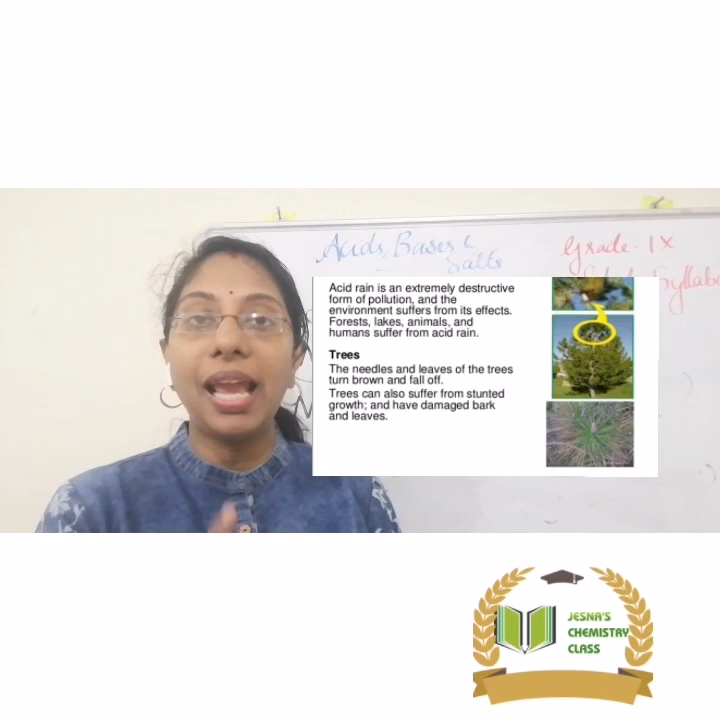 Acids, Bases &
Salts
Grade - IX
Syllabus
Acid rain is an extremely destructive
form of pollution, and the
environment suffers from its effects.
Forests, lakes, animals, and
humans suffer from acid rain.
Trees
The needles and leaves of the trees
turn brown and fall off.
Trees can also suffer from stunted
growth; and have damaged bark
and leaves.
JESNA'S
CHEMISTRY
CLASS